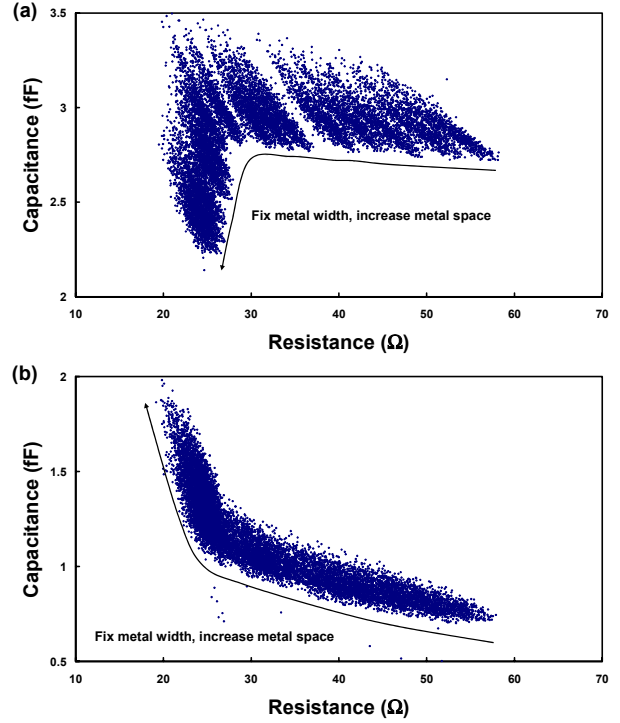 (a)
3.5
3
2.5
2
Capacitance (fF)
Fix metal width, increase metal space
10 20 30 40 50 60 70
Resistance (Ω)
(b)
2
1.5
1
0.5
Capacitance (fF)
Fix metal width, increase metal space
10 20 30 40 50 60 70
Resistance (Ω)